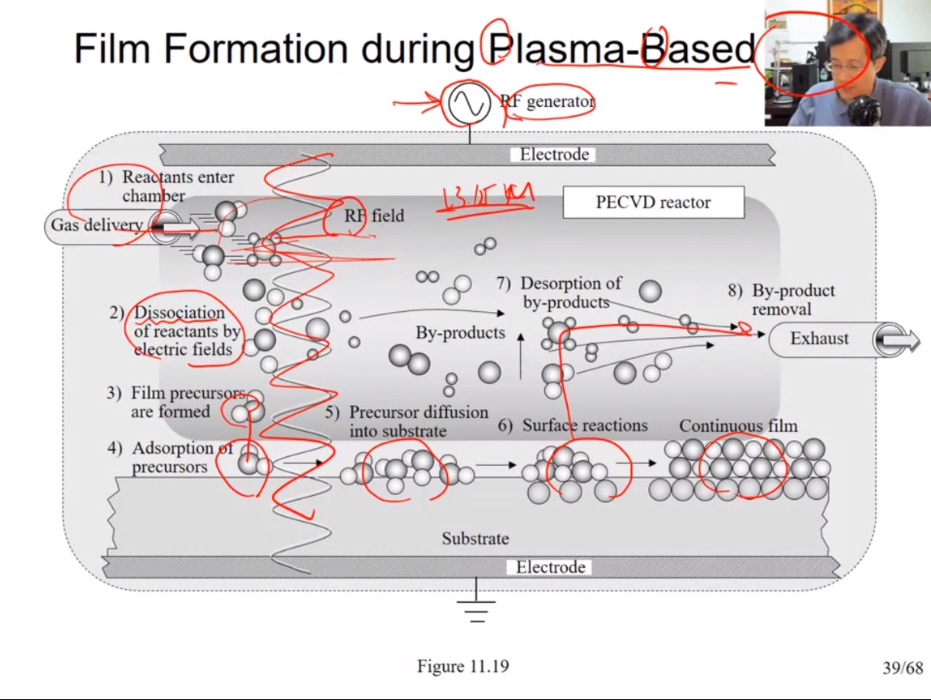 Film Formation during Plasma-Based
RF generator
Electrode
1) Reactants enter
chamber
Gas delivery
RF field
PECVD reactor
2) Dissociation
of reactants by
electric fields
By-products
7) Desorption of
by-products
8) By-product
removal
Exhaust
3) Film precursors
are formed
4) Adsorption of
precursors
5) Precursor diffusion
into substrate
6) Surface reactions
Continuous film
Substrate
Electrode
Figure 11.19
39/68